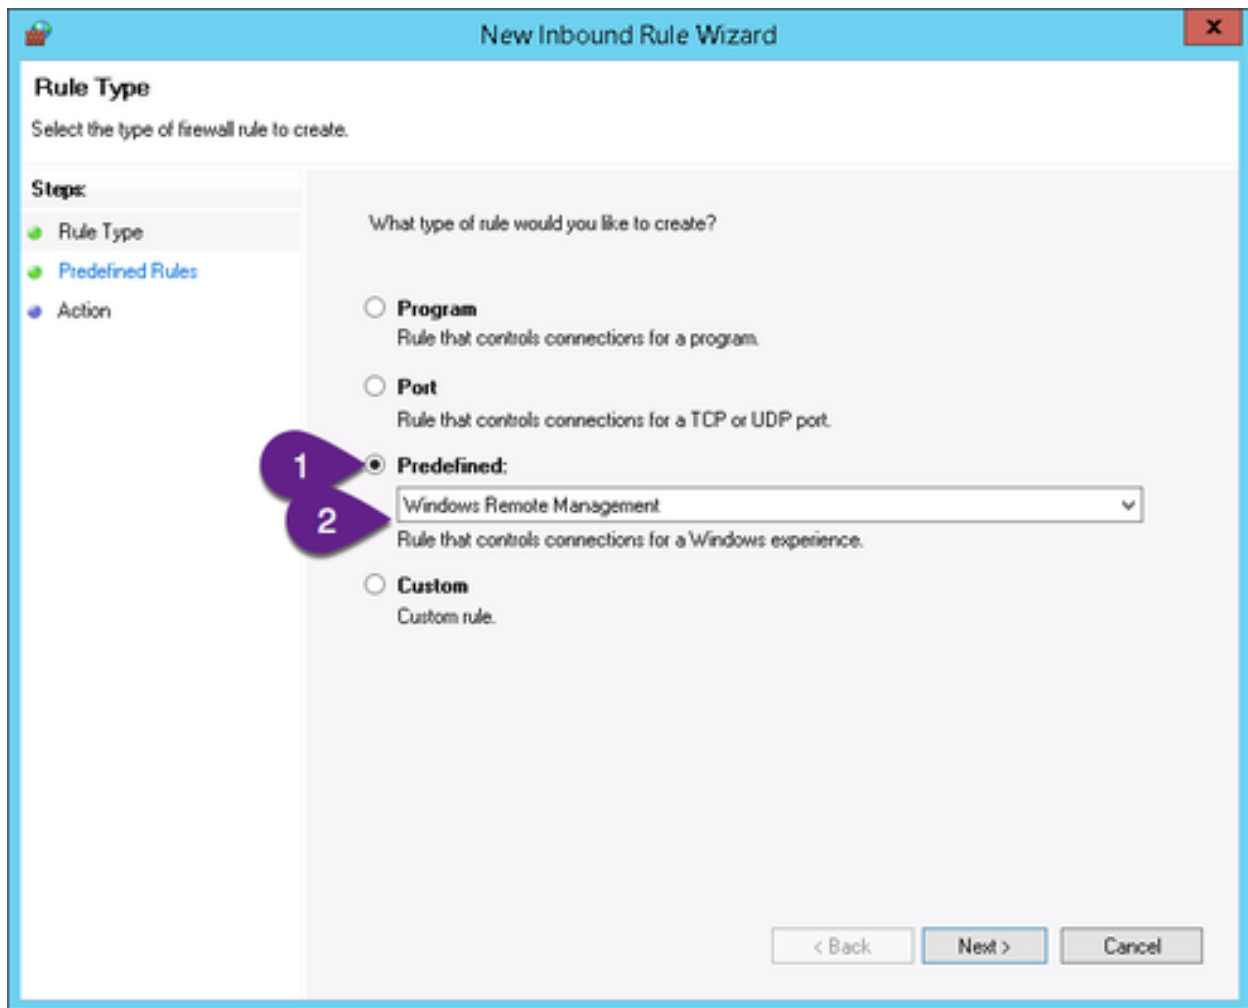 New Inbound Rule Wizard
x
Rule Type
Select the type of firewall rule to create.
Steps:
Rule Type
Predefined Rules
Action
What type of rule would you like to create?
Program
Rule that controls connections for a program.
Port
Rule that controls connections for a TCP or UDP port.
1
Predefined:
2
Windows Remote Management
Rule that controls connections for a Windows experience.
Custom
Custom rule.
< Back
Next >
Cancel